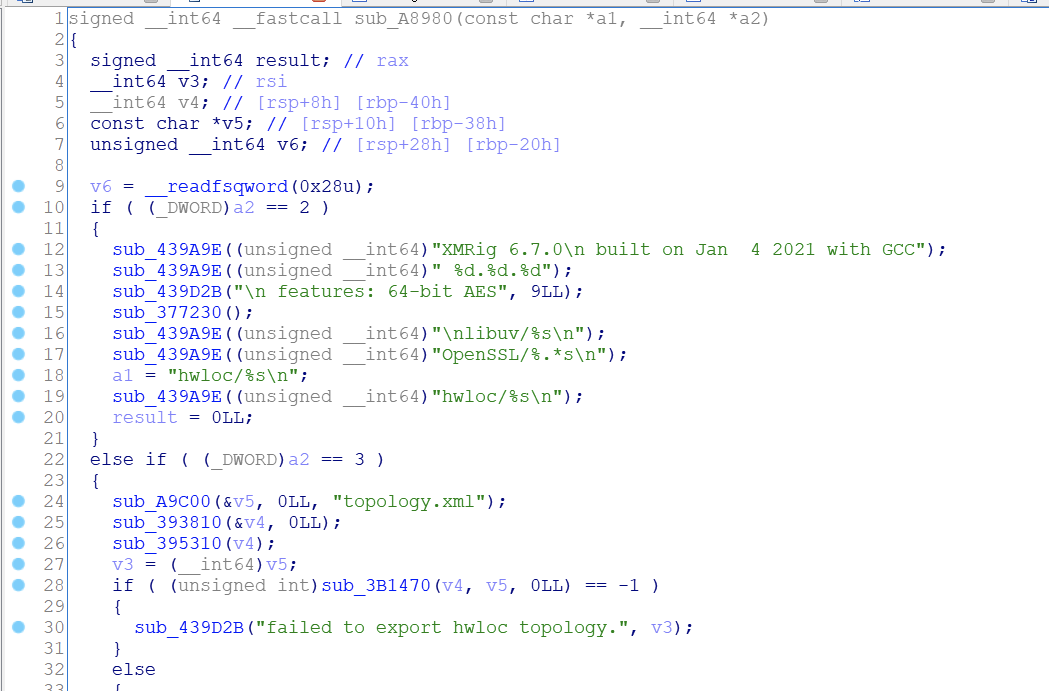 1 signed __int64 __fastcall sub_A8980(const char *a1, __int64 *a2)
2 {
3   signed __int64 result; // rax
4   __int64 v3; // rsi
5   __int64 v4; // [rsp+8h] [rbp-40h]
6   const char *v5; // [rsp+10h] [rbp-38h]
7   unsigned __int64 v6; // [rsp+28h] [rbp-20h]
8
9   v6 = __readfsqword(0x28u);
10   if ( (_DWORD)a2 == 2 )
11   {
12     sub_439A9E((unsigned __int64)"XMRig 6.7.0\n built on Jan  4 2021 with GCC");
13     sub_439A9E((unsigned __int64)" %d.%d.%d");
14     sub_439D2B("\n features: 64-bit AES", 9LL);
15     sub_377230();
16     sub_439A9E((unsigned __int64)"\nlibuv/%s\n");
17     sub_439A9E((unsigned __int64)"OpenSSL/%.*s\n");
18     a1 = "hwloc/%s\n";
19     sub_439A9E((unsigned __int64)"hwloc/%s\n");
20     result = 0LL;
21   }
22   else if ( (_DWORD)a2 == 3 )
23   {
24     sub_A9C00(&v5, 0LL, "topology.xml");
25     sub_393810(&v4, 0LL);
26     sub_395310(v4);
27     v3 = (__int64)v5;
28     if ( (unsigned int)sub_3B1470(v4, v5, 0LL) == -1 )
29     {
30       sub_439D2B("failed to export hwloc topology.", v3);
31     }
32     else
33     {